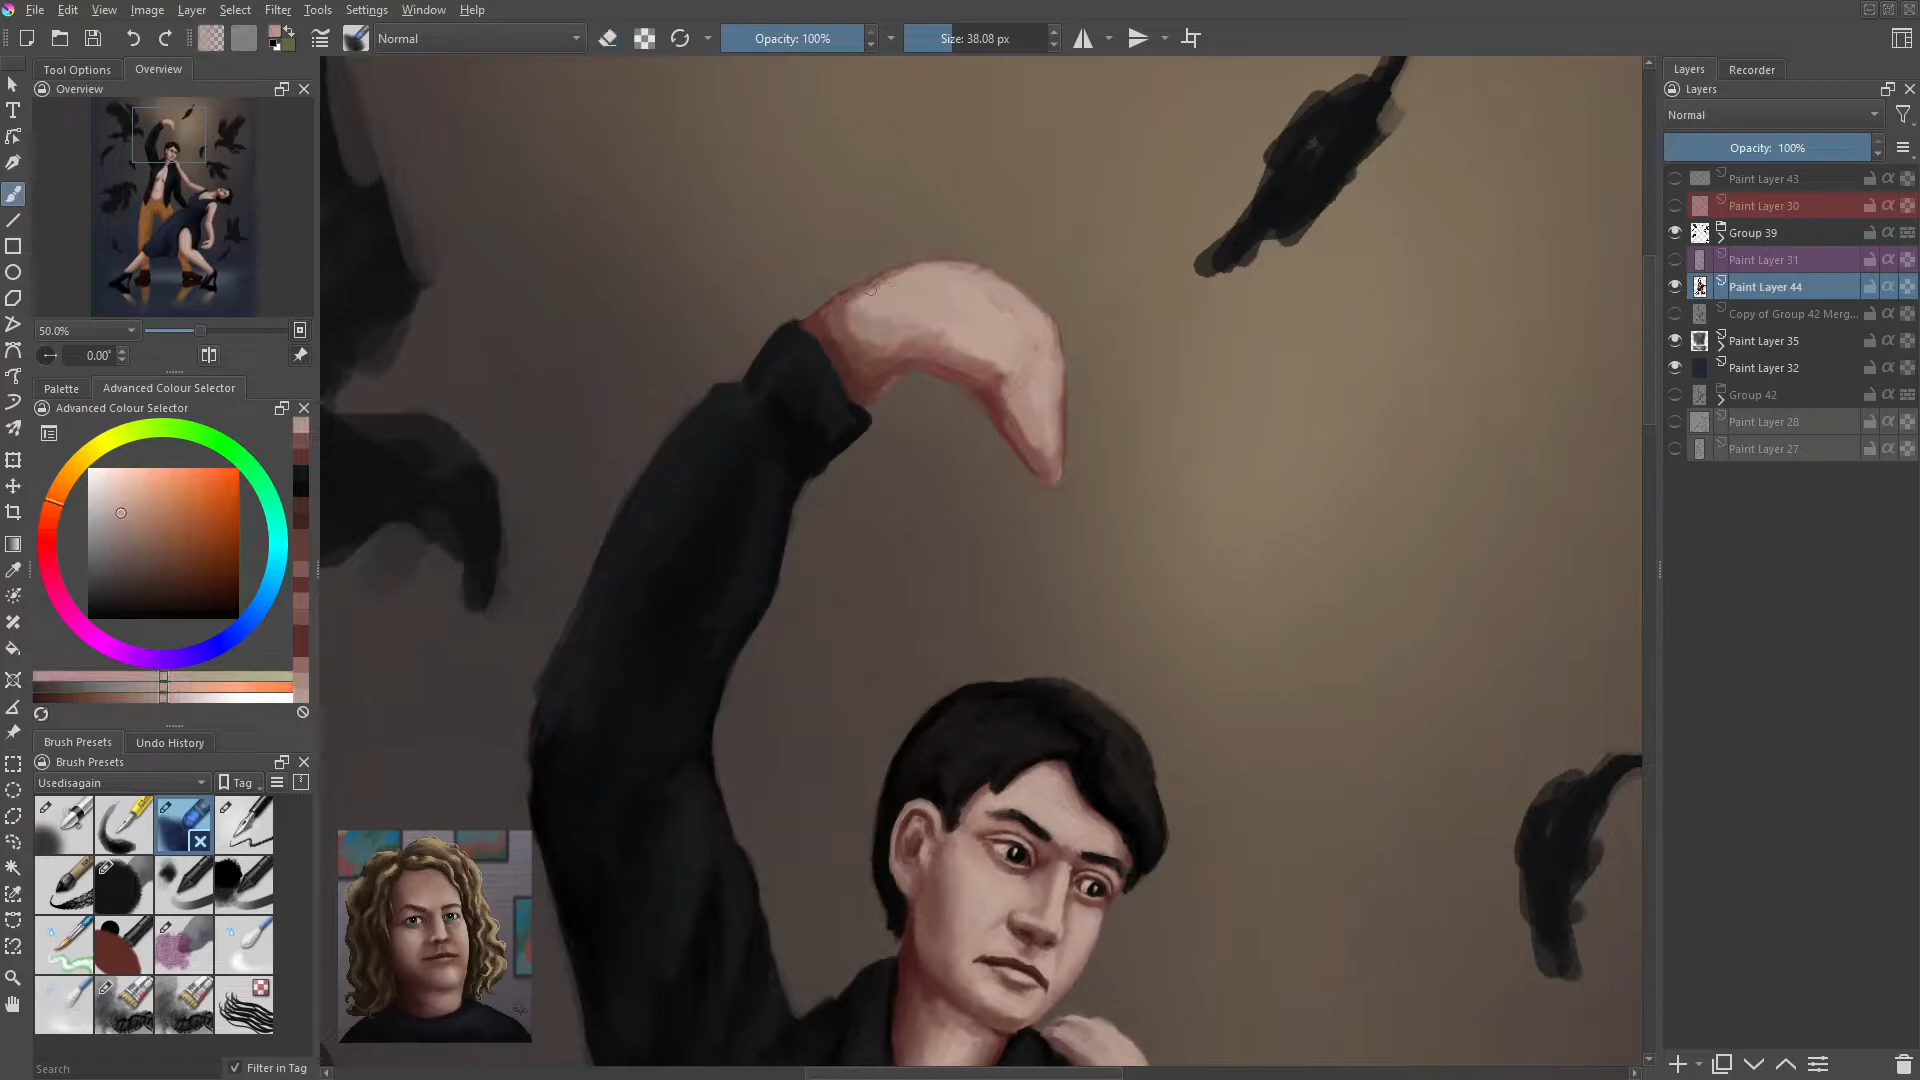 File Edit View Image Layer Select Filter Tools Settings Window Help
Normal
Opacity: 100%
Size: 38.08 px
Tool Options
Overview
Overview
50.0%
0.00°
Palette
Advanced Colour Selector
Advanced Colour Selector
Brush Presets
Undo History
Brush Presets
Usedisagain
Tag
Search
Filter in Tag
Layers
Recorder
Layers
Normal
Opacity: 100%
Paint Layer 43
Paint Layer 30
Group 39
Paint Layer 31
Paint Layer 44
Copy of Group 42 Merg...
Paint Layer 35
Paint Layer 32
Group 42
Paint Layer 28
Paint Layer 27